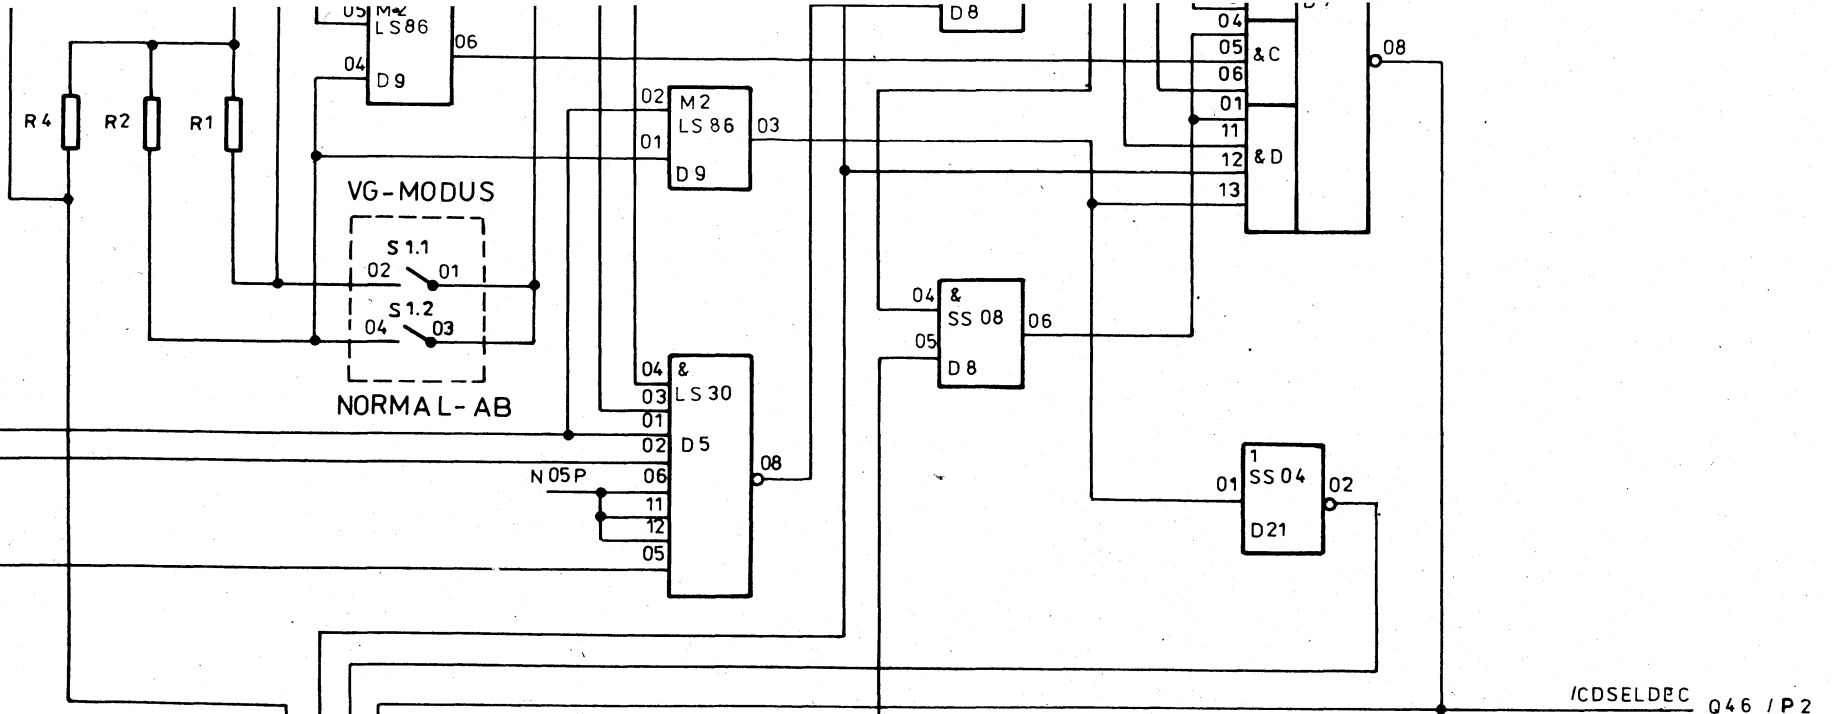 05
M2
LS86
06
04
D9
D8
04
05
&C
06
08
01
11
12
&D
13
R4
R2
R1
02
M2
LS86
03
01
D9
VG-MODUS
S1.1
02
01
S1.2
04
03
NORMAL-AB
04
&
SS08
06
05
D8
04
&
03
LS30
01
02
D5
08
N05P
06
11
12
05
1
01
SS04
02
D21
/CDSELDEC
Q46 /P2